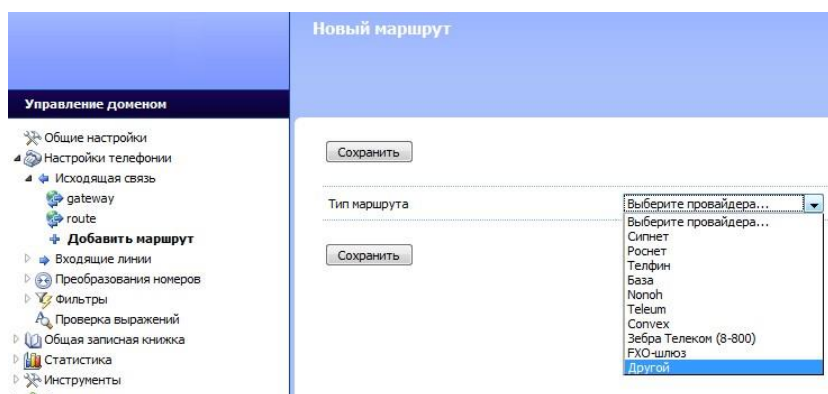 Новый маршрут
Управление доменом
Общие настройки
Настройки телефонии
Исходящая связь
gateway
route
Добавить маршрут
Входящие линии
Преобразования номеров
Фильтры
Проверка выражений
Общая записная книжка
Статистика
Инструменты
Сохранить
Тип маршрута
Выберите провайдера...
Выберите провайдера...
Сипнет
Роснет
Телфин
База
Nonoh
Teleum
Convex
Зебра Телеком (8-800)
FXO-шлюз
Другой
Сохранить